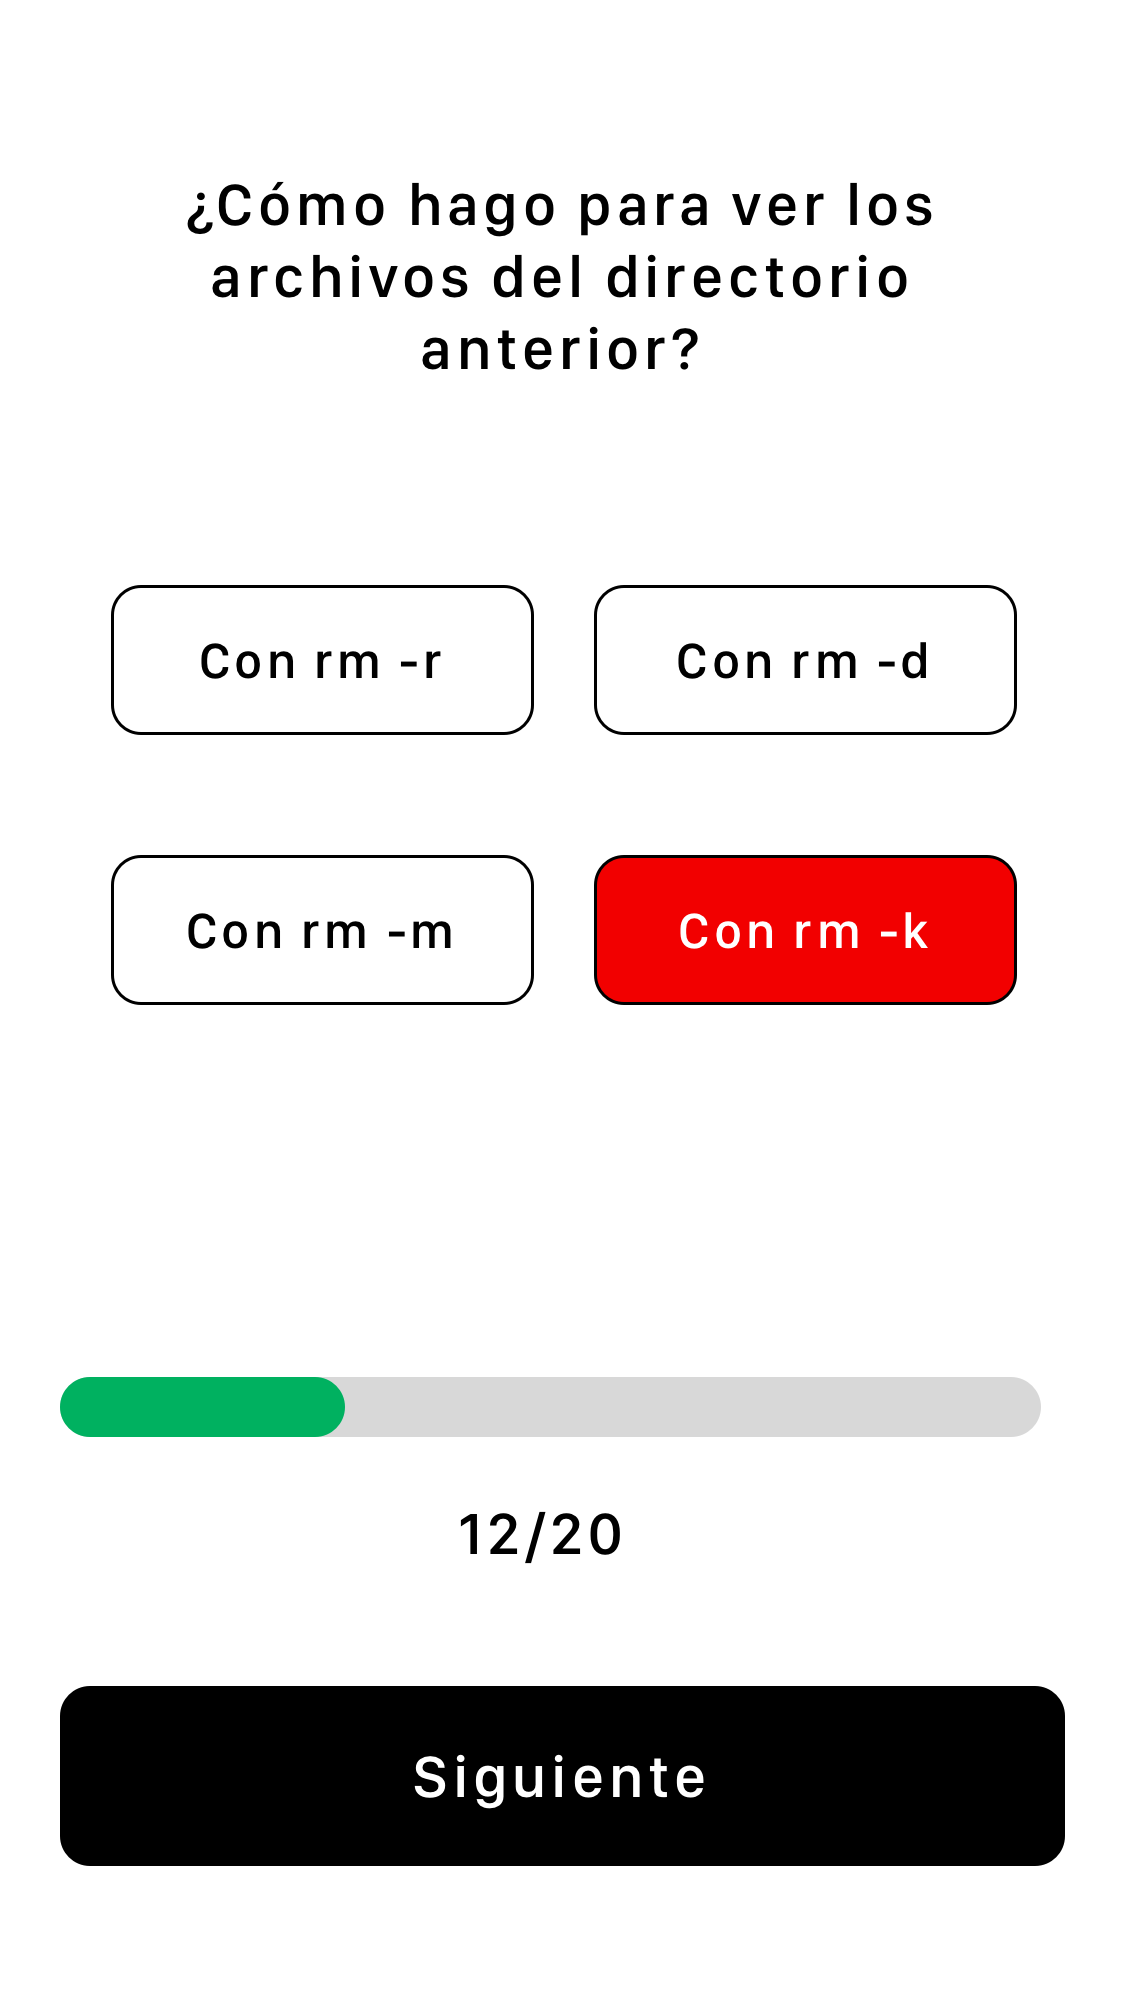 ¿Cómo hago para ver los
archivos del directorio
anterior?
Con rm -r
Con rm -d
Con rm -m
Con rm -k
12/20
Siguiente